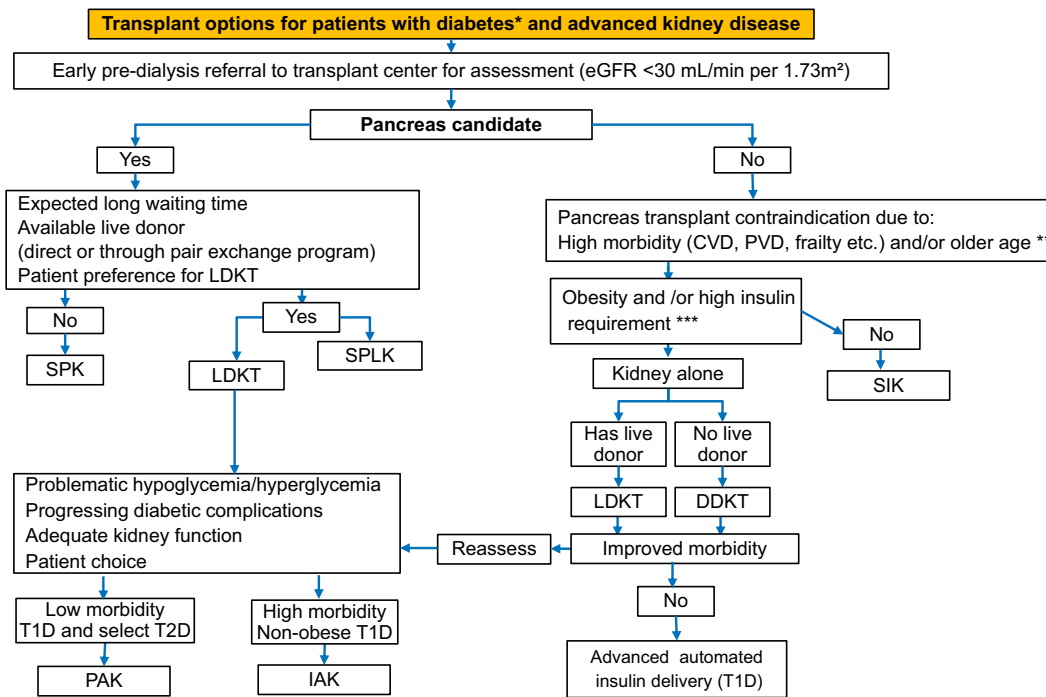 Transplant options for patients with diabetes* and advanced kidney disease
Early pre-dialysis referral to transplant center for assessment (eGFR <30 mL/min per 1.73m²)
Pancreas candidate
Yes
No
Expected long waiting time
Available live donor
(direct or through pair exchange program)
Patient preference for LDKT
Pancreas transplant contraindication due to:
High morbidity (CVD, PVD, frailty etc.) and/or older age **
No
Yes
Obesity and /or high insulin
requirement ***
No
SPK
LDKT
SPLK
Kidney alone
SIK
Has live
donor
No live
donor
LDKT
DDKT
Problematic hypoglycemia/hyperglycemia
Progressing diabetic complications
Adequate kidney function
Patient choice
Reassess
Improved morbidity
Low morbidity
T1D and select T2D
High morbidity
Non-obese T1D
No
PAK
IAK
Advanced automated
insulin delivery (T1D)